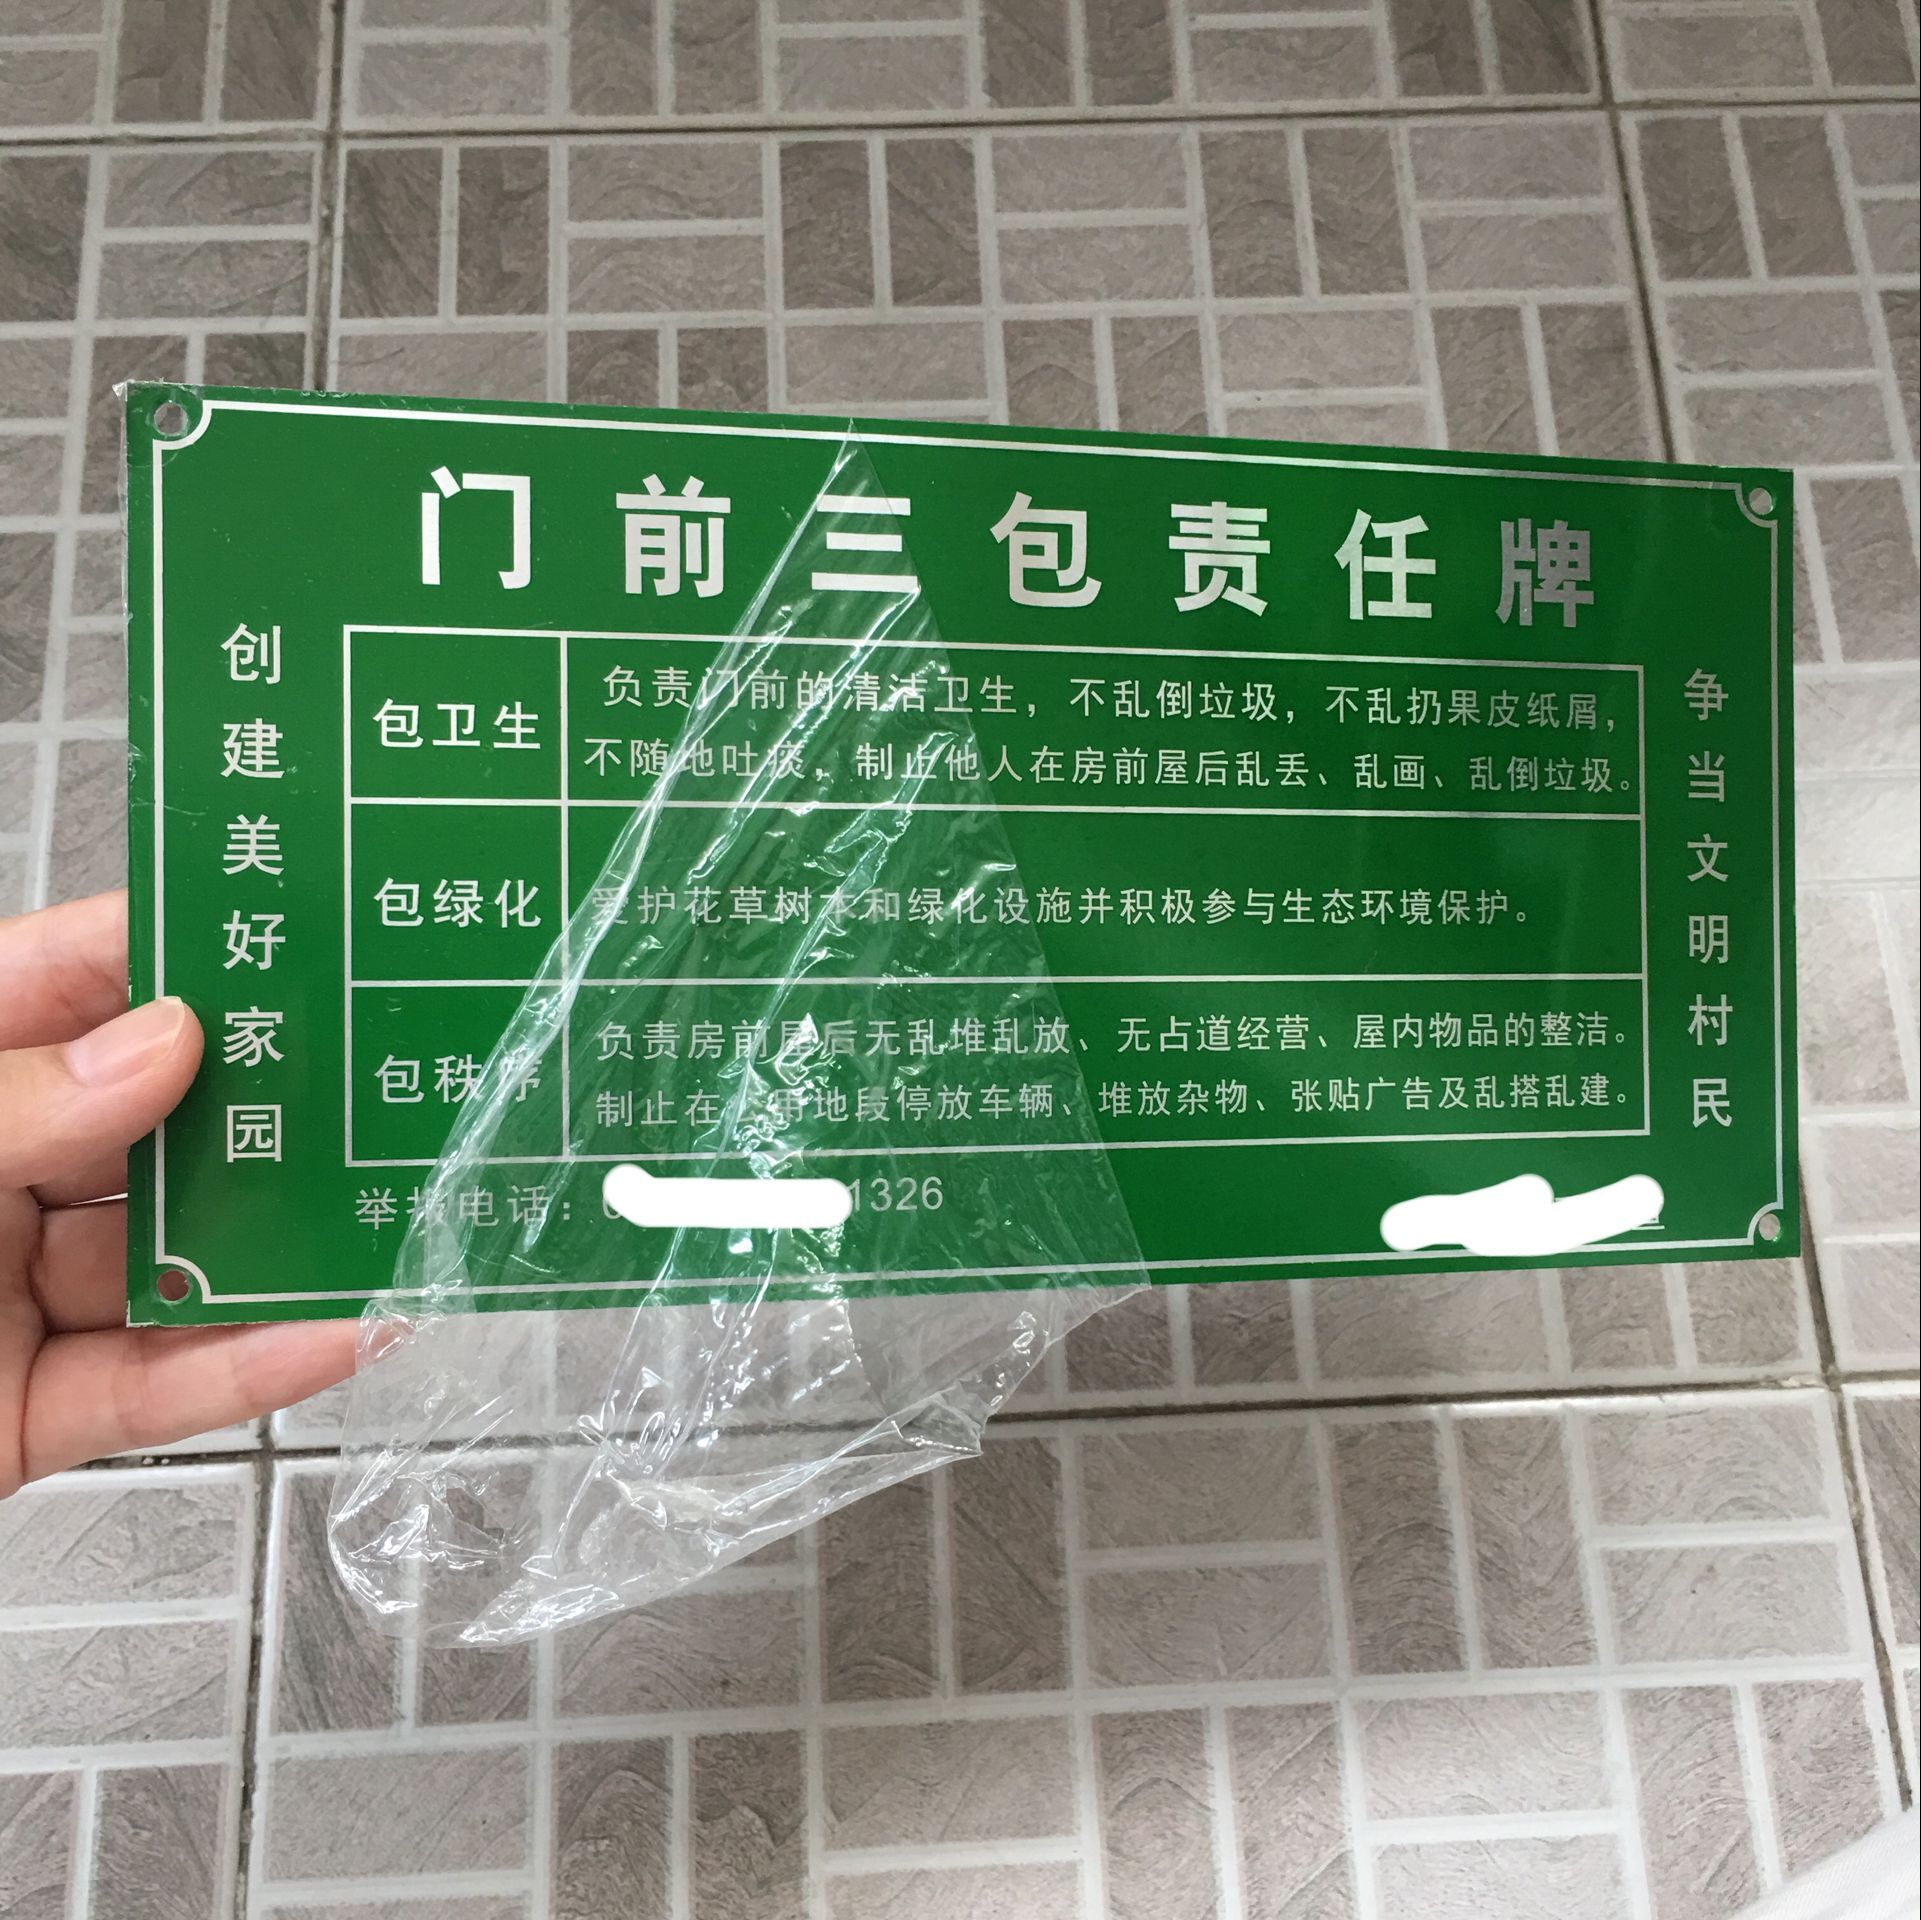 门前三包责任牌
创建美好家园
包卫生
负责门前的清洁卫生，不乱倒垃圾，不乱扔果皮纸屑，
不随地吐痰，制止他人在房前屋后乱丢、乱画、乱倒垃圾。
包绿化
爱护花草树木和绿化设施并积极参与生态环境保护。
包秩序
负责房前屋后无乱堆乱放、无占道经营、屋内物品的整洁。
制止在公用地段停放车辆、堆放杂物、张贴广告及乱搭乱建。
争当文明村民
举报电话：0 1326